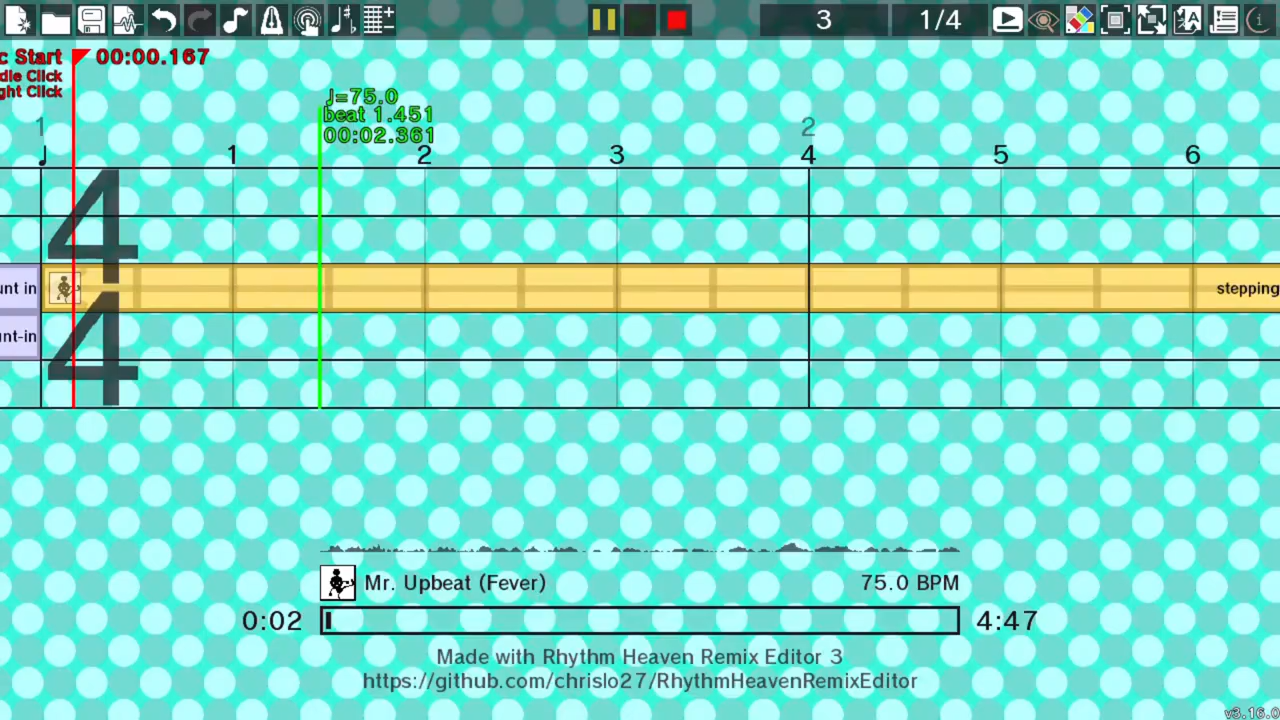 3
1/4
c Start
00:00.167
dle Click
ght Click
♩=75.0
beat 1.451
00:02.361
1
2
1
2
3
4
5
6
4
4
unt in
stepping
nt-in
Mr. Upbeat (Fever)
75.0 BPM
0:02
4:47
Made with Rhythm Heaven Remix Editor 3
https://github.com/chrislo27/RhythmHeavenRemixEditor
v3.16.0